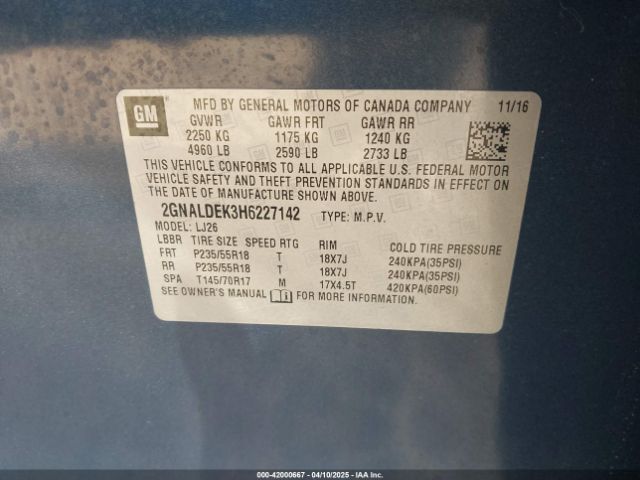 GM
MFD BY GENERAL MOTORS OF CANADA COMPANY 11/16
GVWR GAWR FRT GAWR RR
2250 KG 1175 KG 1240 KG
4960 LB 2590 LB 2733 LB
THIS VEHICLE CONFORMS TO ALL APPLICABLE U.S. FEDERAL MOTOR
VEHICLE SAFETY AND THEFT PREVENTION STANDARDS IN EFFECT ON
THE DATE OF MANUFACTURE SHOWN ABOVE.
2GNALDEK3H6227142 TYPE: M.P.V.
MODEL: LJ26
LBBR TIRE SIZE SPEED RTG RIM COLD TIRE PRESSURE
FRT P235/55R18 T 18X7J 240KPA(35PSI)
RR P235/55R18 T 18X7J 240KPA(35PSI)
SPA T145/70R17 M 17X4.5T 420KPA(60PSI)
SEE OWNER'S MANUAL FOR MORE INFORMATION.
000-42000667 - 04/10/2025 - IAA Inc.